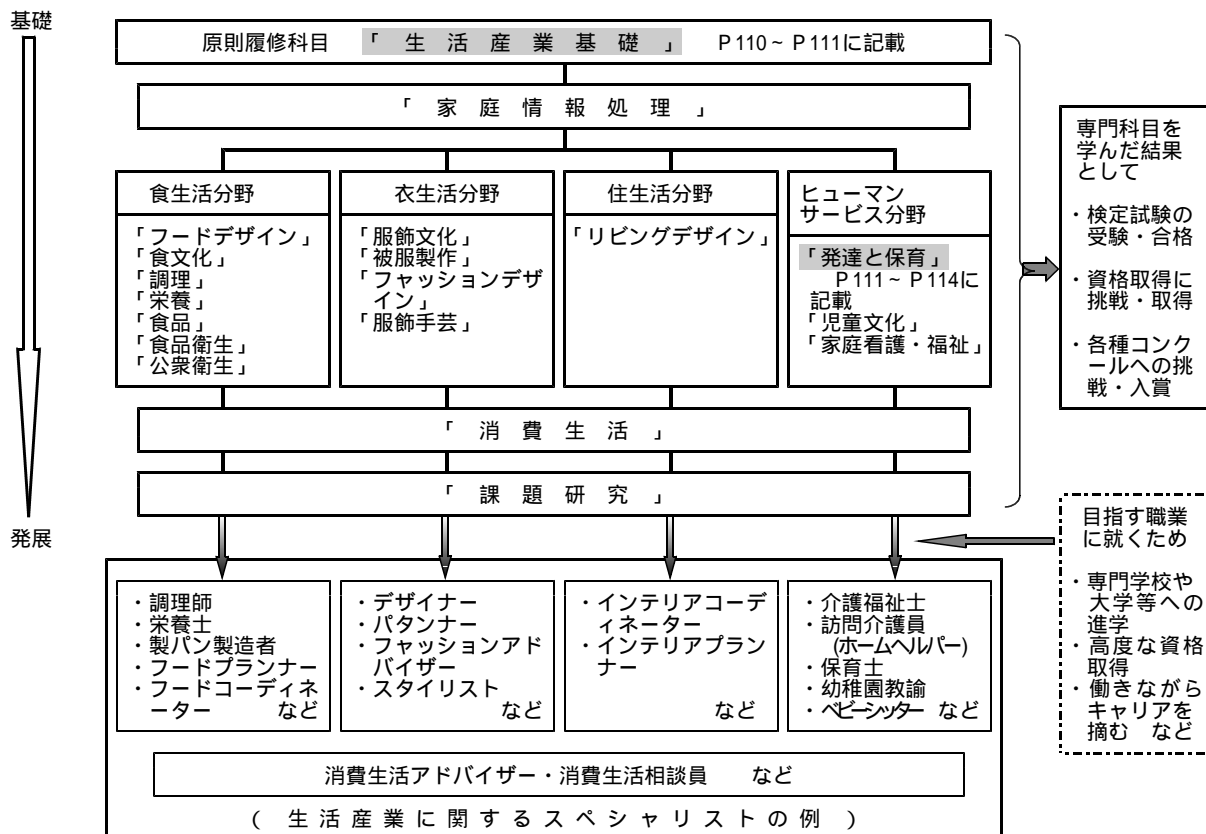 基礎
原則履修科目 「 生 活 産 業 基 礎 」 P110~P111に記載
「 家 庭 情 報 処 理 」
食生活分野
「フードデザイン」
「食文化」
「調理」
「栄養」
「食品」
「食品衛生」
「公衆衛生」
衣生活分野
「服飾文化」
「被服製作」
「ファッションデザ
イン」
「服飾手芸」
住生活分野
「リビングデザイン」
ヒューマン
サービス分野
「発達と保育」
P111~P114に
記載
「児童文化」
「家庭看護・福祉」
「 消 費 生 活 」
「 課 題 研 究 」
発展
専門科目を
学んだ結果
として
・検定試験の
受験・合格
・資格取得に
挑戦・取得
・各種コンク
ールへの挑
戦・入賞
目指す職業
に就くため
・専門学校や
大学等への
進学
・高度な資格
取得
・働きながら
キャリアを
摘む など
・調理師
・栄養士
・製パン製造者
・フードプランナー
・フードコーディネ
ーター など
・デザイナー
・パタンナー
・ファッションアド
バイザー
・スタイリスト
など
・インテリアコーデ
ィネーター
・インテリアプラン
ナー
など
・介護福祉士
・訪問介護員
(ホームヘルパー)
・保育士
・幼稚園教諭
・ベビーシッター など
消費生活アドバイザー・消費生活相談員 など
( 生 活 産 業 に 関 す る ス ペ シ ャ リ ス ト の 例 )